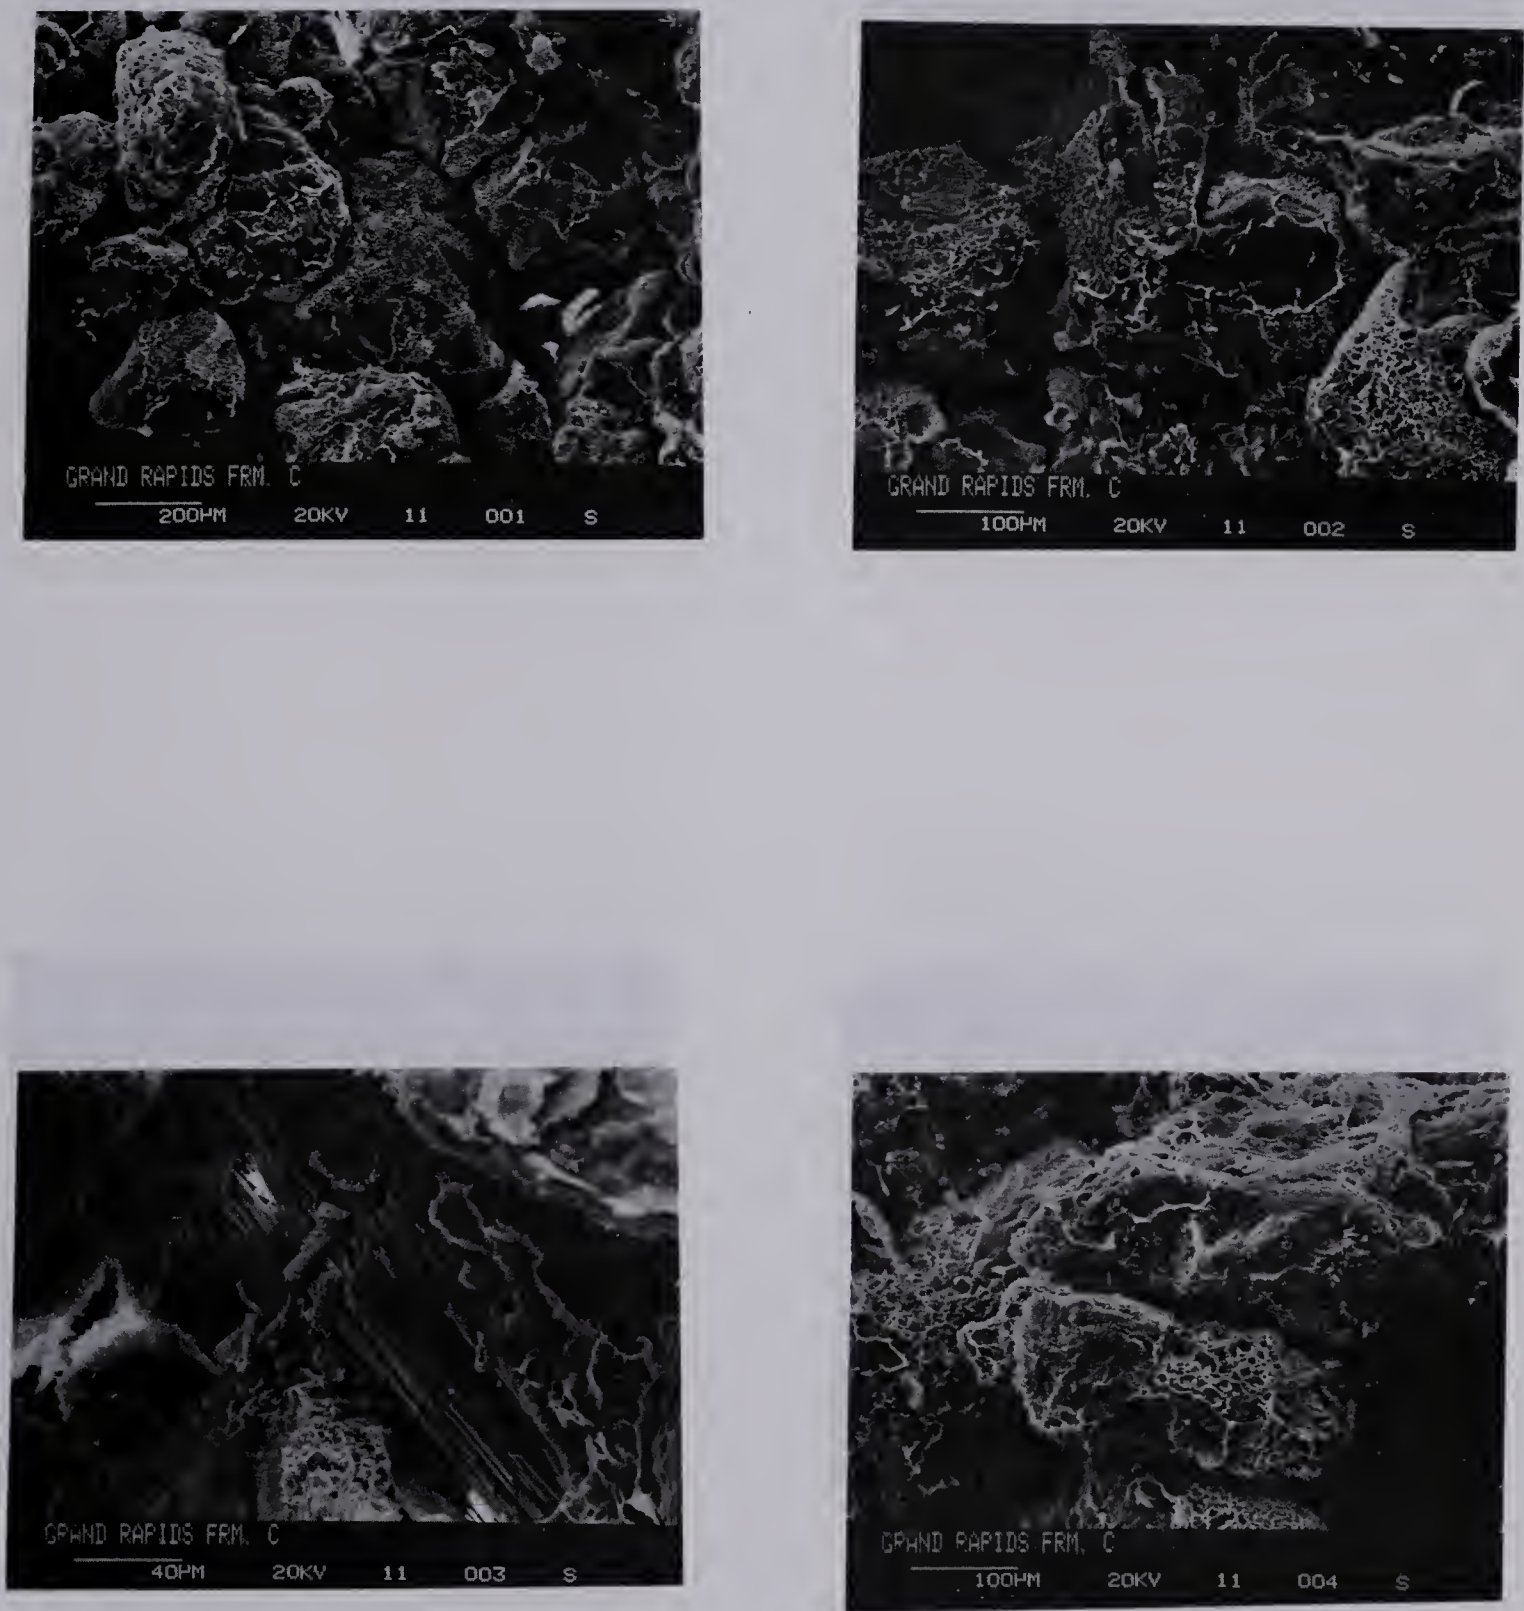 GRAND RAPIDS FRM. C
200µM 20KV 11 001 S
GRAND RAPIDS FRM. C
100µM 20KV 11 002 S
GRAND RAPIDS FRM. C
40µM 20KV 11 003 S
GRAND RAPIDS FRM. C
100µM 20KV 11 004 S